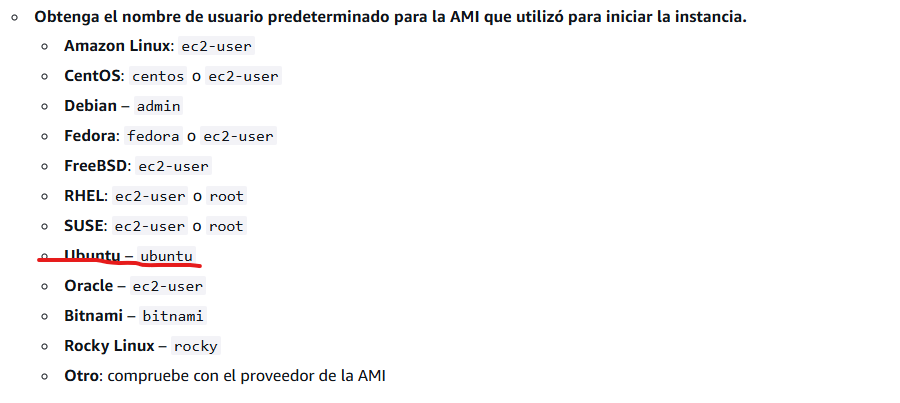 Obtenga el nombre de usuario predeterminado para la AMI que utilizó para iniciar la instancia.
Amazon Linux: ec2-user
CentOS: centos o ec2-user
Debian – admin
Fedora: fedora o ec2-user
FreeBSD: ec2-user
RHEL: ec2-user o root
SUSE: ec2-user o root
Ubuntu – ubuntu
Oracle – ec2-user
Bitnami – bitnami
Rocky Linux – rocky
Otro: compruebe con el proveedor de la AMI